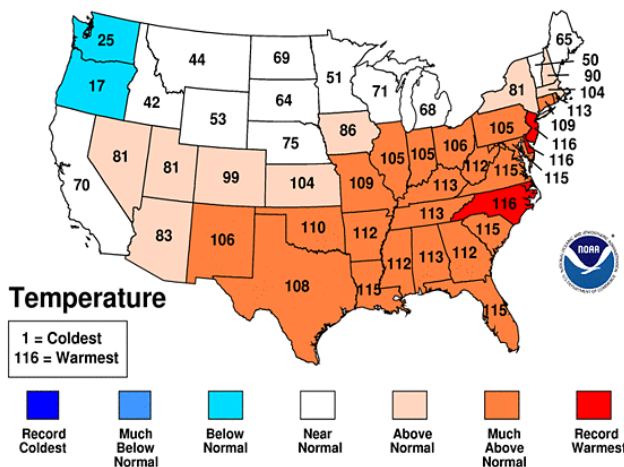 25
44
69
51
65
50
90
104
113
109
116
116
115
17
42
53
64
75
71
68
81
105
86
70
81
81
99
104
109
105
105
106
112
115
113
83
106
110
112
113
116
108
115
112
113
112
115
115
NOAA
Temperature
1 = Coldest
116 = Warmest
Record
Coldest
Much
Below
Normal
Below
Normal
Near
Normal
Above
Normal
Much
Above
Normal
Record
Warmest